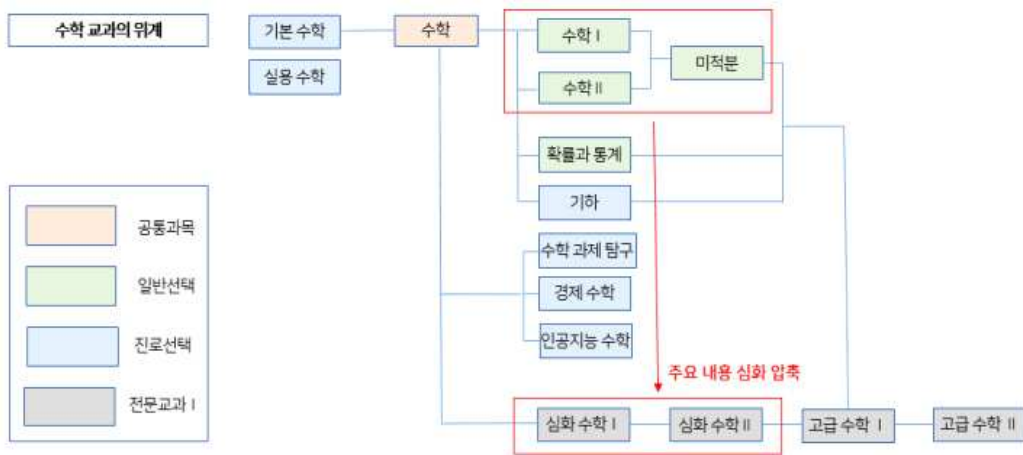 수학 교과의 위계
기본 수학
수학
수학 Ⅰ
미적분
실용 수학
수학 Ⅱ
확률과 통계
기하
공통과목
수학 과제 탐구
일반선택
경제 수학
인공지능 수학
진로선택
주요 내용 심화 압축
전문교과 Ⅰ
심화 수학 Ⅰ
심화 수학 Ⅱ
고급 수학 Ⅰ
고급 수학 Ⅱ